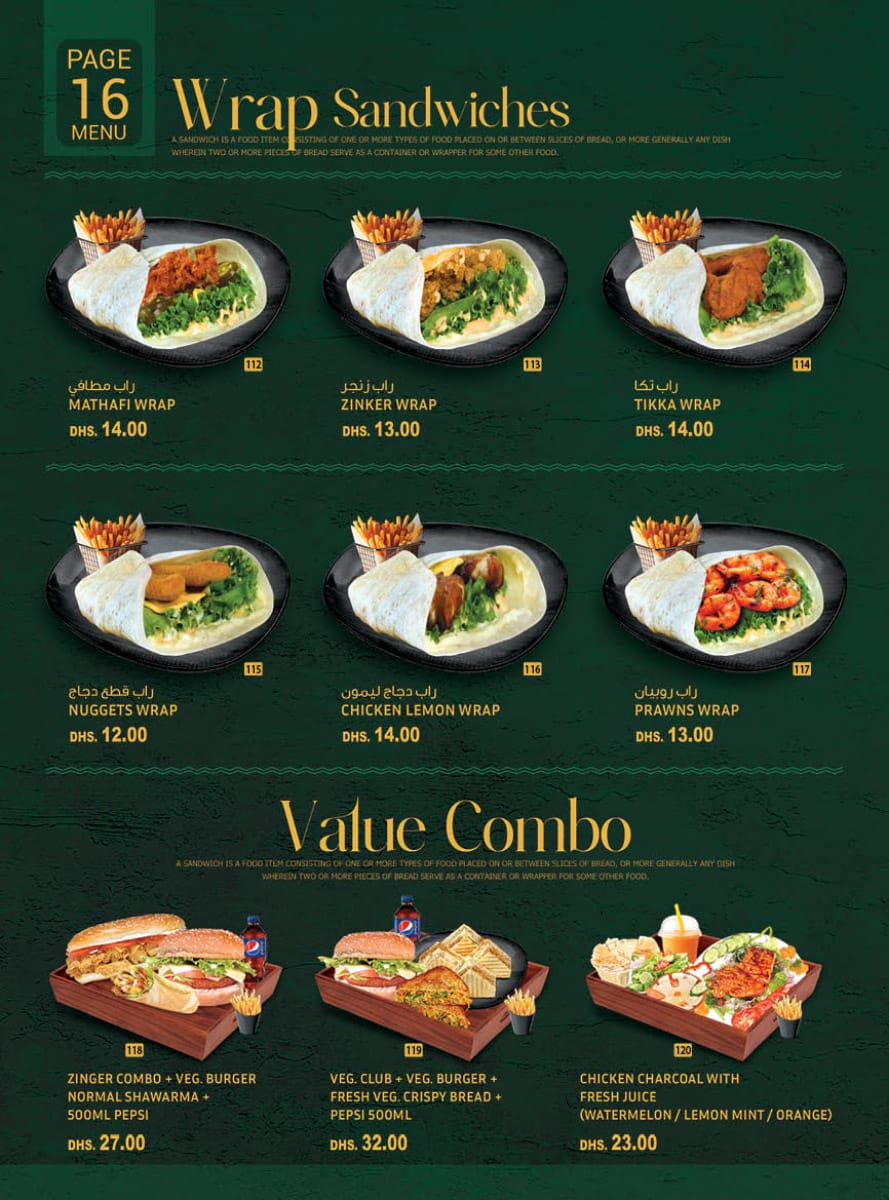 PAGE
16
MENU
Wrap Sandwiches
A SANDWICH IS A FOOD ITEM CONSISTING OF ONE OR MORE TYPES OF FOOD PLACED ON OR BETWEEN SLICES OF BREAD, OR MORE GENERALLY ANY DISH
WHEREIN TWO OR MORE PIECES OF BREAD SERVE AS A CONTAINER OR WRAPPER FOR SOME OTHER FOOD.
112
راب مطافي
MATHAFI WRAP
DHS. 14.00
113
راب زنجر
ZINKER WRAP
DHS. 13.00
114
راب تكا
TIKKA WRAP
DHS. 14.00
115
راب قطع دجاج
NUGGETS WRAP
DHS. 12.00
116
راب دجاج ليمون
CHICKEN LEMON WRAP
DHS. 14.00
117
راب روبيان
PRAWNS WRAP
DHS. 13.00
Value Combo
A SANDWICH IS A FOOD ITEM CONSISTING OF ONE OR MORE TYPES OF FOOD PLACED ON OR BETWEEN SLICES OF BREAD, OR MORE GENERALLY ANY DISH
WHEREIN TWO OR MORE PIECES OF BREAD SERVE AS A CONTAINER OR WRAPPER FOR SOME OTHER FOOD.
118
ZINGER COMBO + VEG. BURGER
NORMAL SHAWARMA +
500ML PEPSI
DHS. 27.00
119
VEG. CLUB + VEG. BURGER +
FRESH VEG. CRISPY BREAD +
PEPSI 500ML
DHS. 32.00
120
CHICKEN CHARCOAL WITH
FRESH JUICE
(WATERMELON / LEMON MINT / ORANGE)
DHS. 23.00